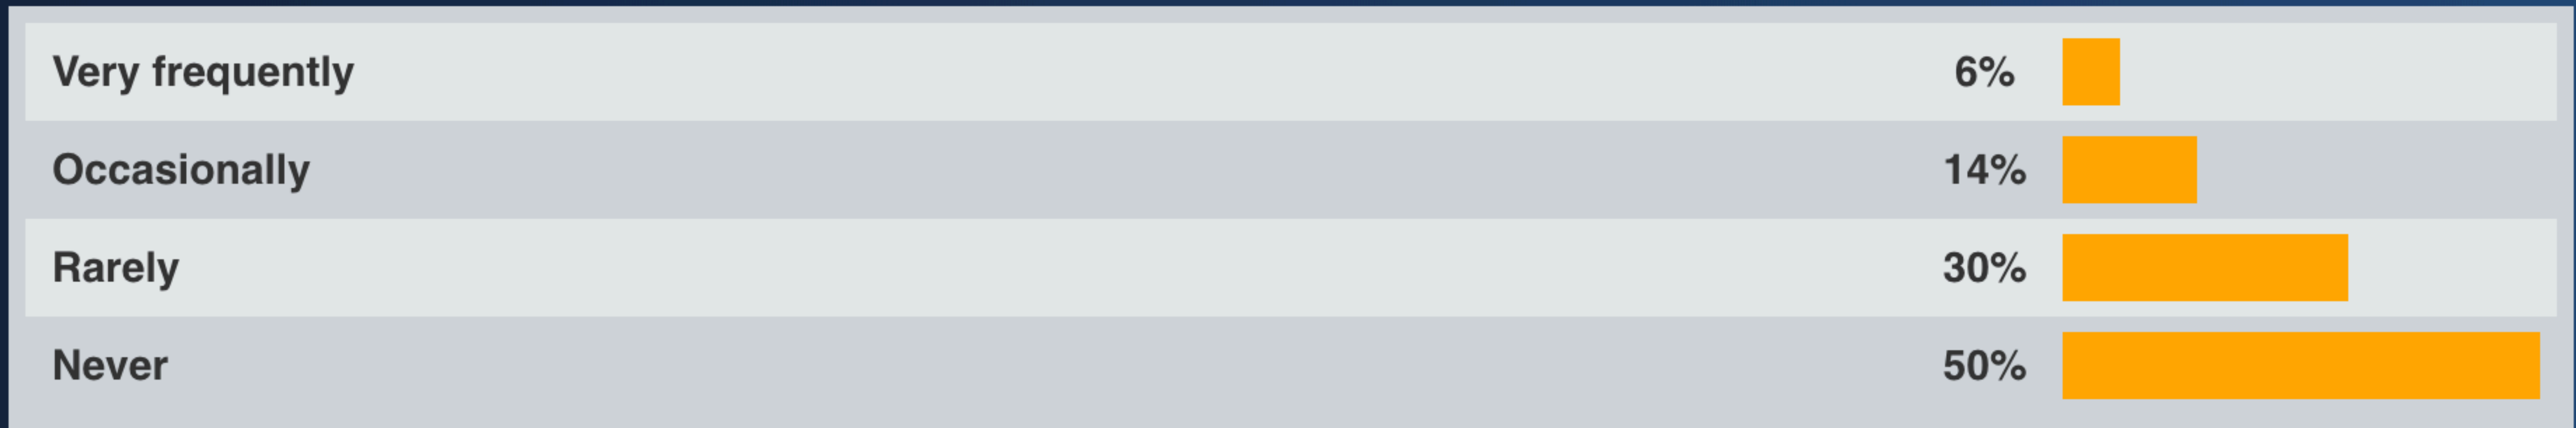 Very frequently 6%
Occasionally 14%
Rarely 30%
Never 50%